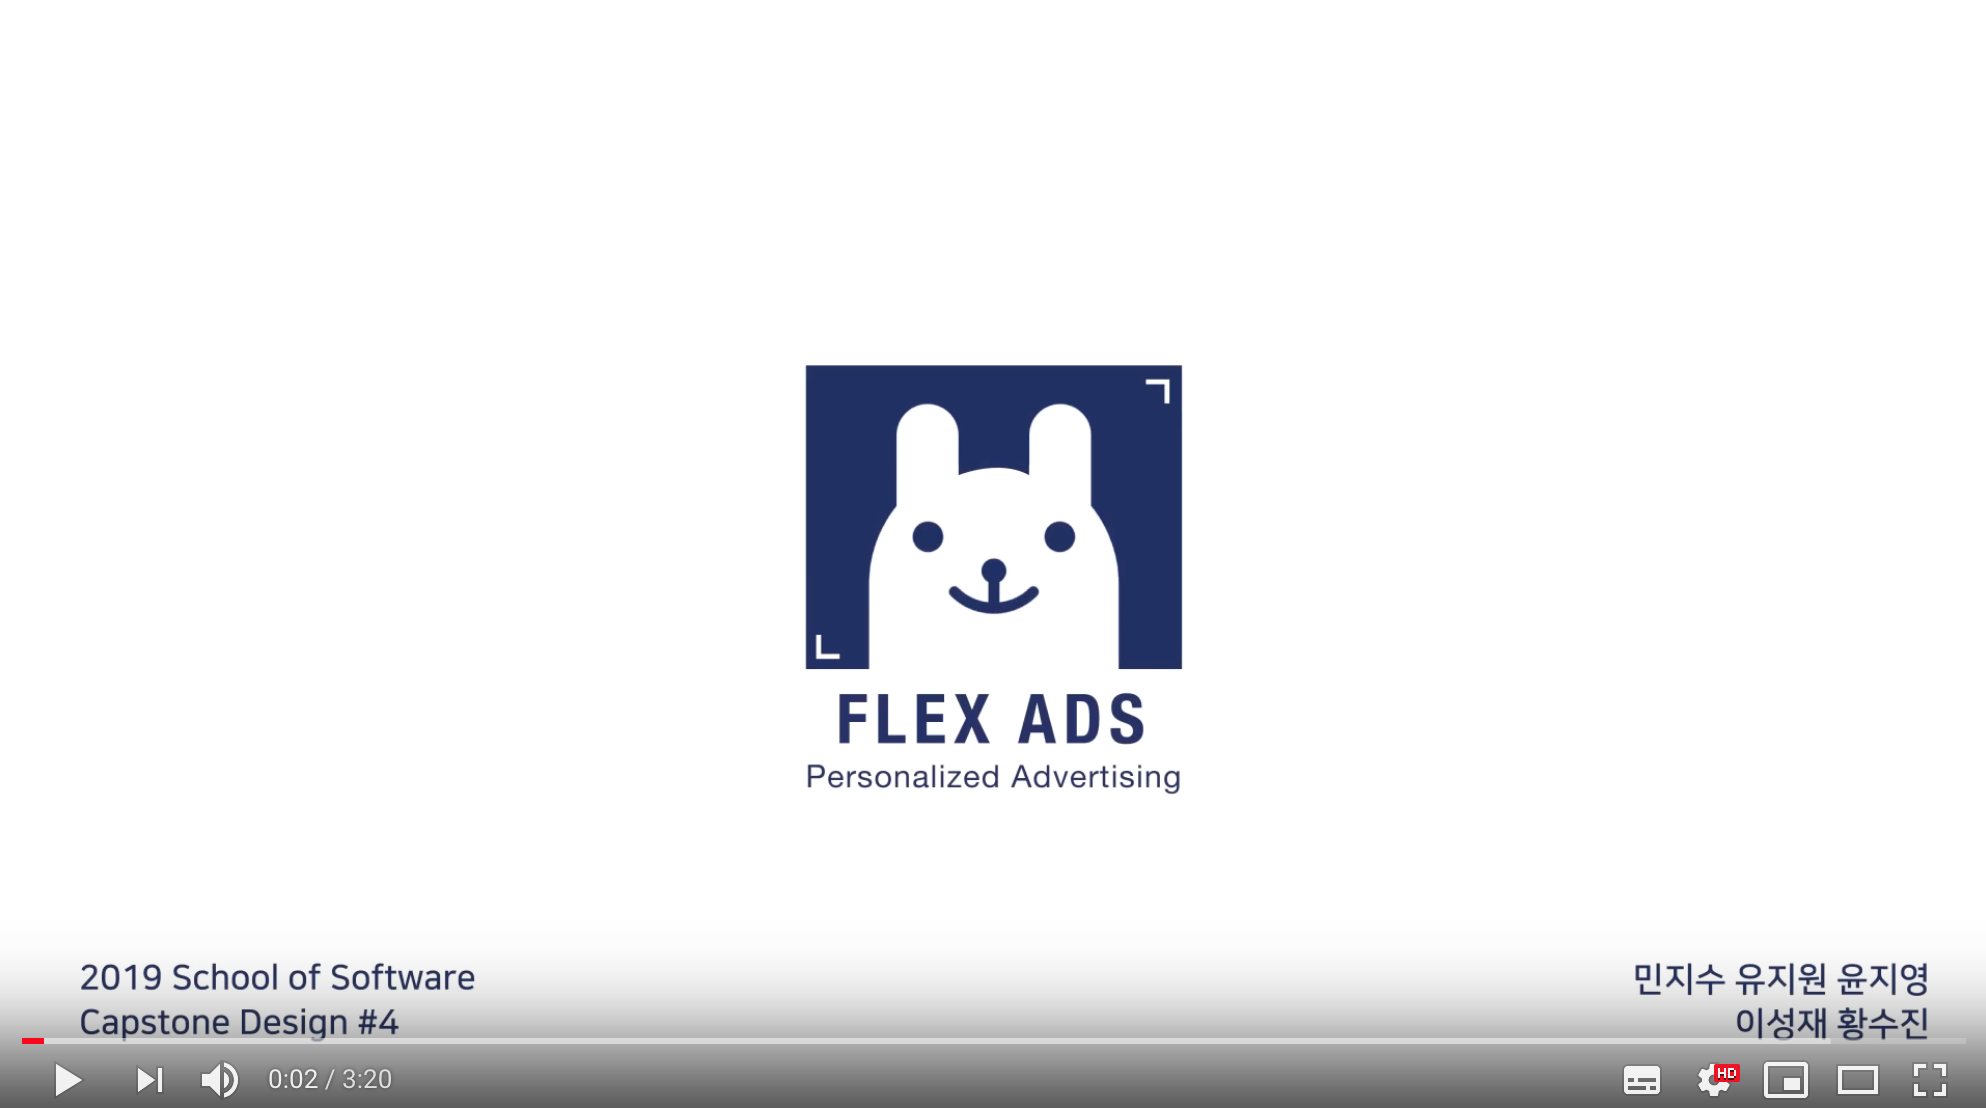 FLEX ADS
Personalized Advertising
2019 School of Software
Capstone Design #4
민지수 유지원 윤지영
이성재 황수진
0:02 / 3:20
HD